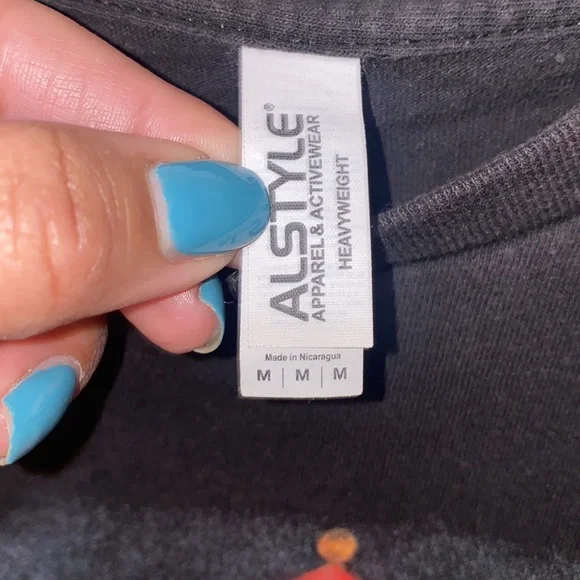 ALSTYLE®
APPAREL & ACTIVEWEAR
HEAVYWEIGHT
Made in Nicaragua
M | M | M